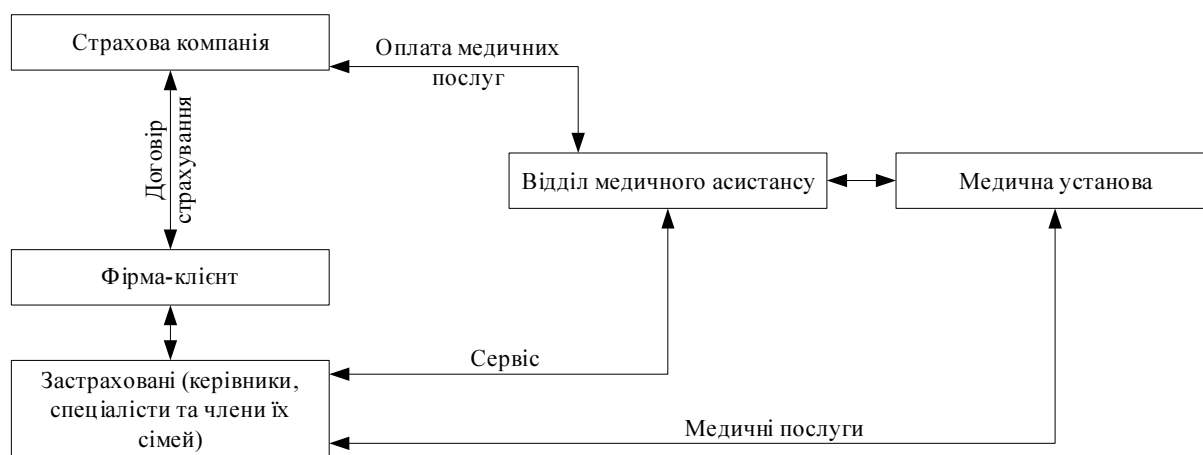 Страхова компанія
Оплата медичних
послуг
Договір
страхування
Відділ медичного асистансу
Медична установа
Фірма-клієнт
Сервіс
Застраховані (керівники,
спеціалісти та члени їх
сімей)
Медичні послуги